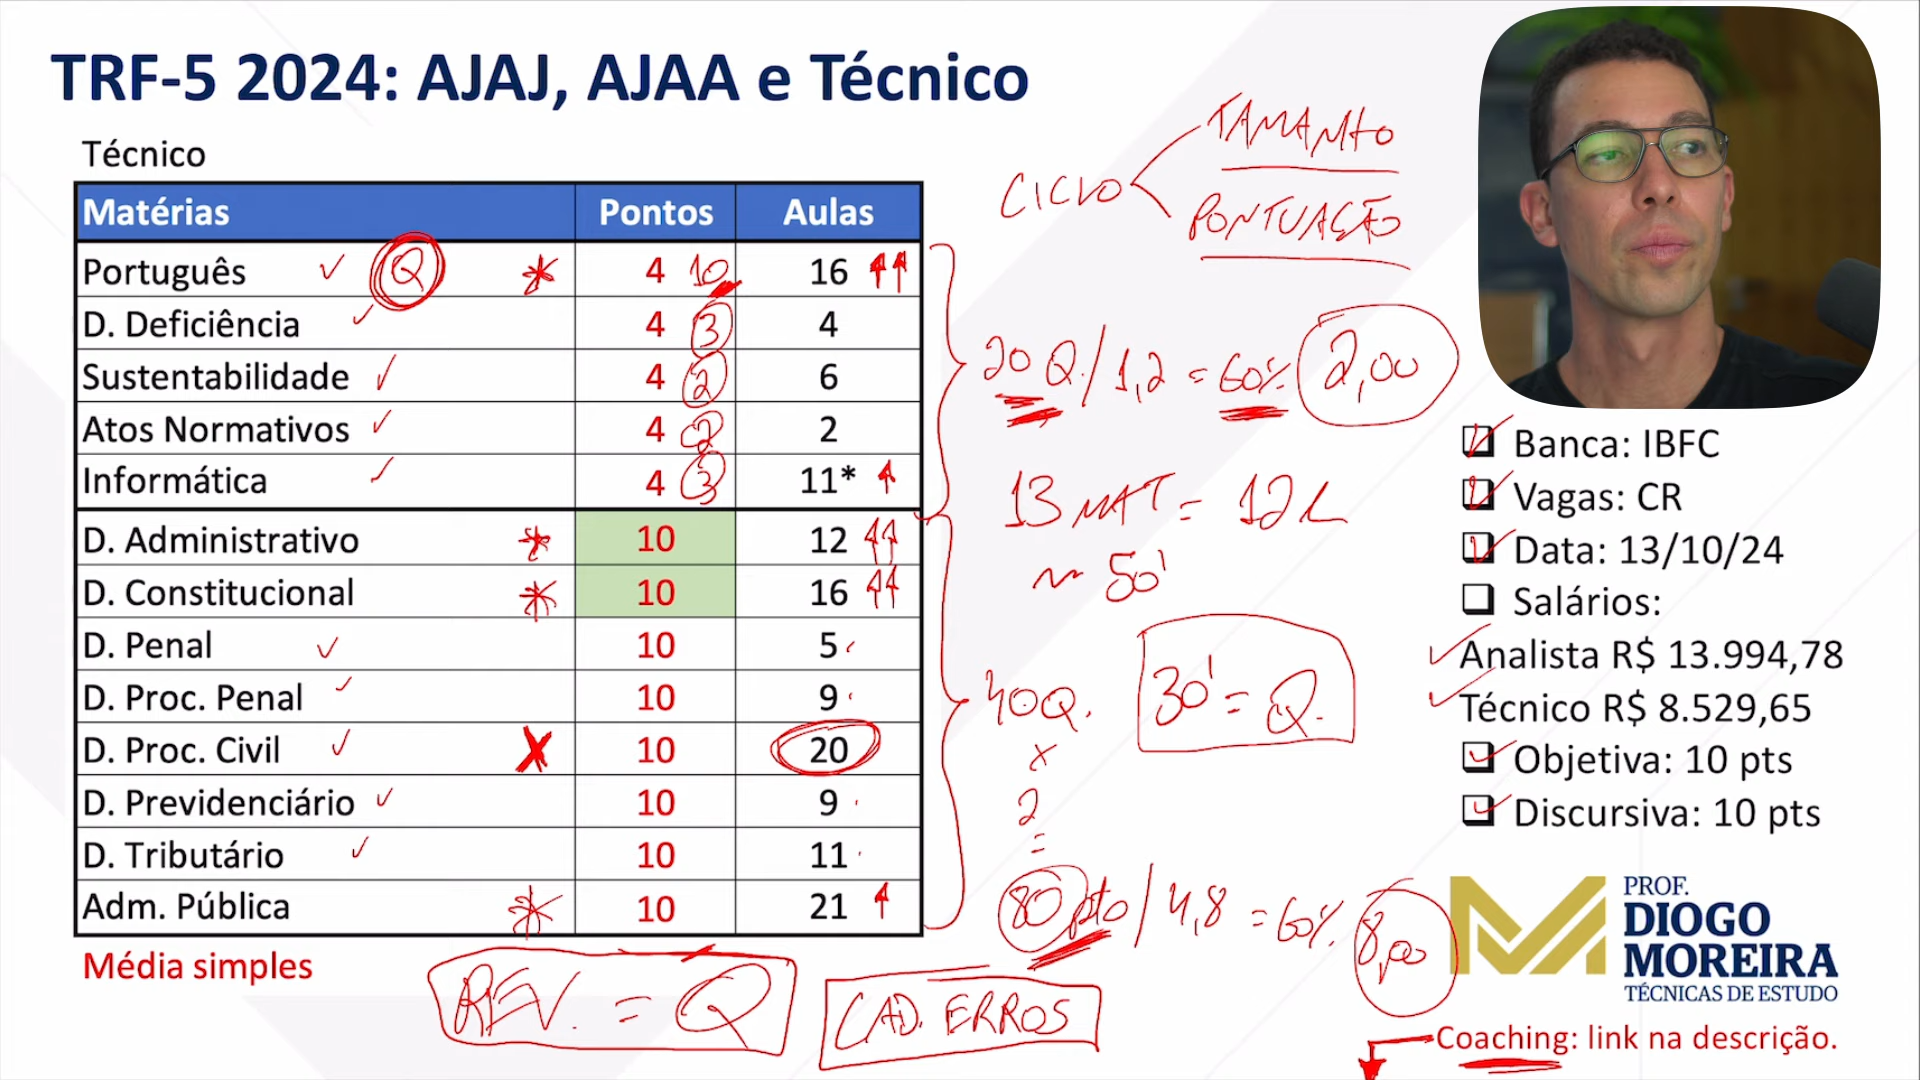 TRF-5 2024: AJAJ, AJAA e Técnico
Técnico
Matérias Pontos Aulas
Português Q 4 10 16
D. Deficiência 4 3 4
Sustentabilidade 4 2 6
Atos Normativos 4 2 2
Informática 4 3 11*
D. Administrativo 10 12
D. Constitucional 10 16
D. Penal 10 5
D. Proc. Penal 10 9
D. Proc. Civil 10 20
D. Previdenciário 10 9
D. Tributário 10 11
Adm. Pública 10 21
Média simples
REV. = Q
CAD. ERROS
CICLO
TAMANHO
PONTUAÇÃO
20 Q. / 1,2 = 60% 2,00
13 MAT = 12h
~ 50'
30' = Q.
40Q.
x
2
=
80 pto / 4,8 = 60% 8,00
Banca: IBFC
Vagas: CR
Data: 13/10/24
Salários:
Analista R$ 13.994,78
Técnico R$ 8.529,65
Objetiva: 10 pts
Discursiva: 10 pts
PROF.
DIOGO
MOREIRA
TÉCNICAS DE ESTUDO
Coaching: link na descrição.